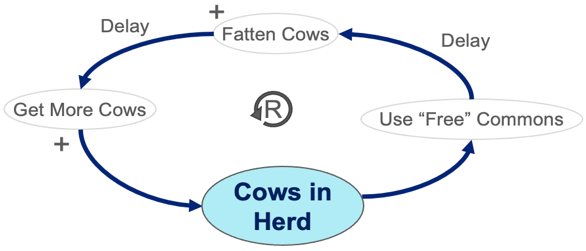 +
Delay
Fatten Cows
Delay
Get More Cows
+
R
Use “Free” Commons
Cows in
Herd